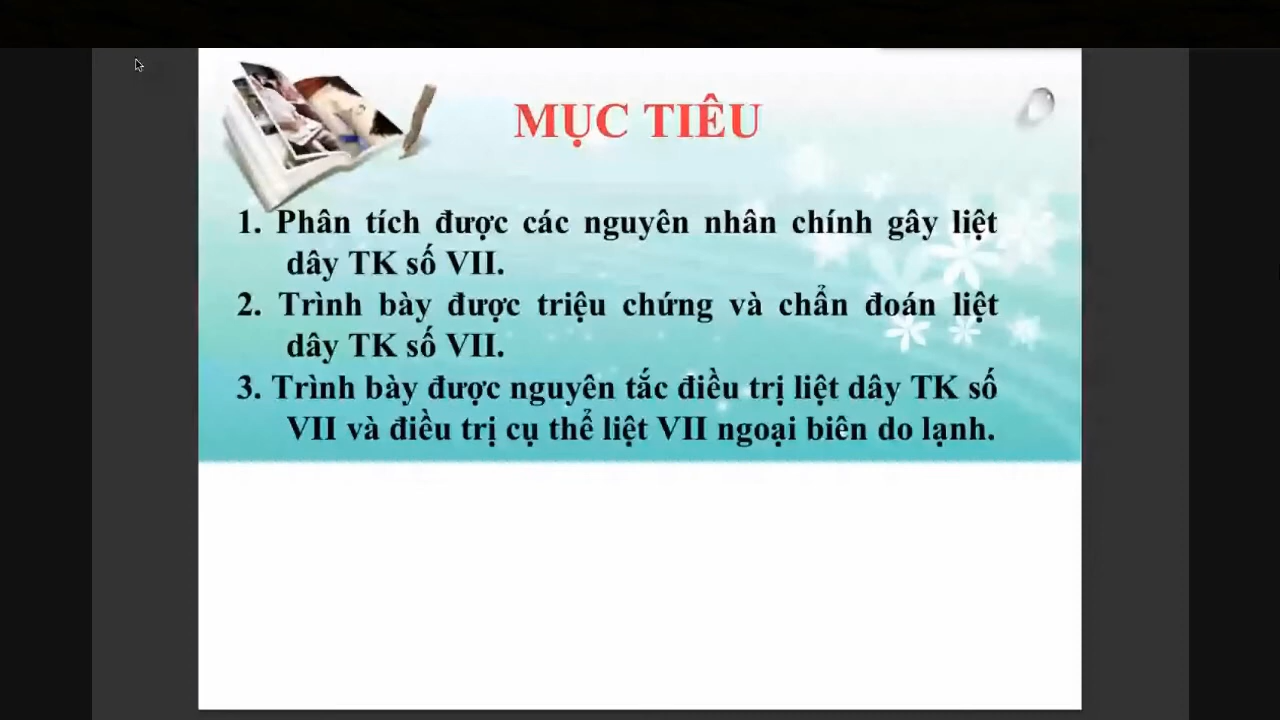 MỤC TIÊU
1. Phân tích được các nguyên nhân chính gây liệt
dây TK số VII.
2. Trình bày được triệu chứng và chẩn đoán liệt
dây TK số VII.
3. Trình bày được nguyên tắc điều trị liệt dây TK số
VII và điều trị cụ thể liệt VII ngoại biên do lạnh.